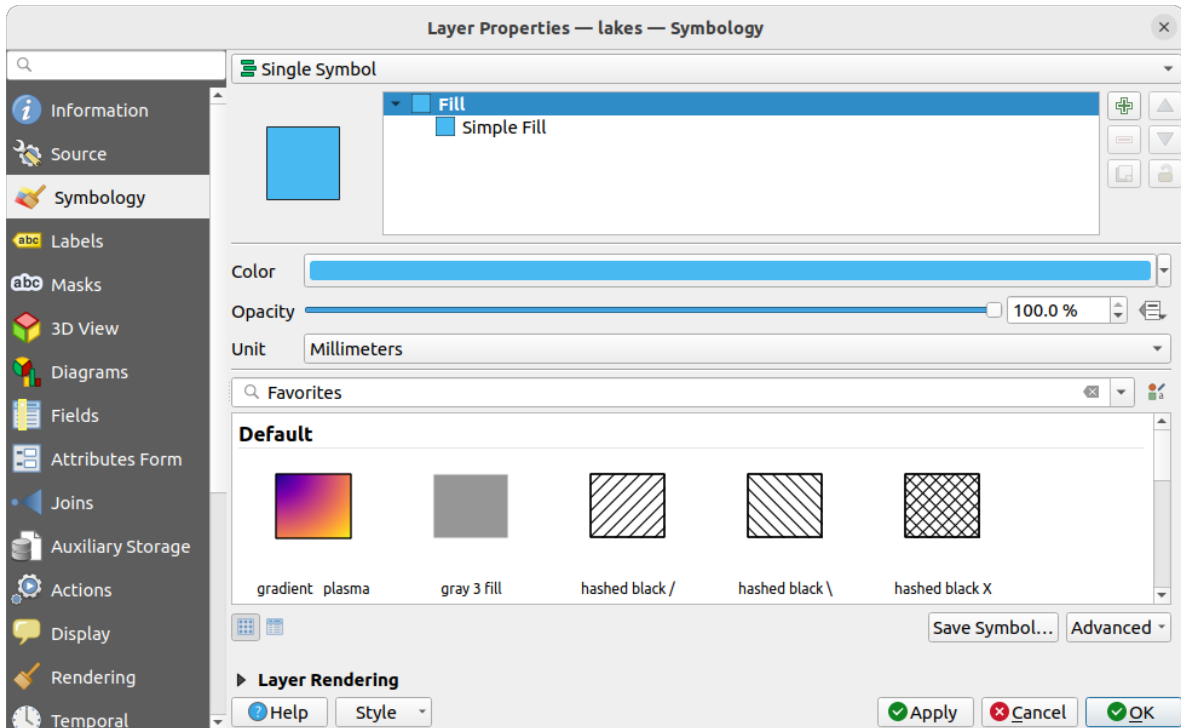 Layer Properties — lakes — Symbology
Information
Source
Symbology
abc Labels
abc Masks
3D View
Diagrams
Fields
Attributes Form
Joins
Auxiliary Storage
Actions
Display
Rendering
Temporal
Single Symbol
Fill
Simple Fill
Color
Opacity 100.0 %
Unit Millimeters
Favorites
Default
gradient plasma
gray 3 fill
hashed black /
hashed black \
hashed black X
Save Symbol... Advanced
Layer Rendering
Help Style Apply Cancel OK